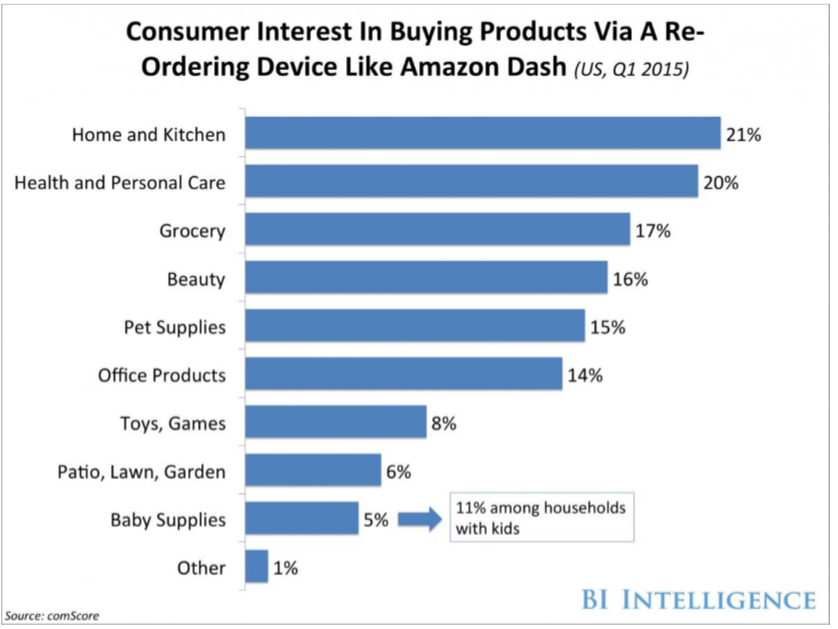 Consumer Interest In Buying Products Via A Re-
Ordering Device Like Amazon Dash (US, Q1 2015)
Home and Kitchen 21%
Health and Personal Care 20%
Grocery 17%
Beauty 16%
Pet Supplies 15%
Office Products 14%
Toys, Games 8%
Patio, Lawn, Garden 6%
Baby Supplies 5%
11% among households
with kids
Other 1%
Source: comScore
BI INTELLIGENCE